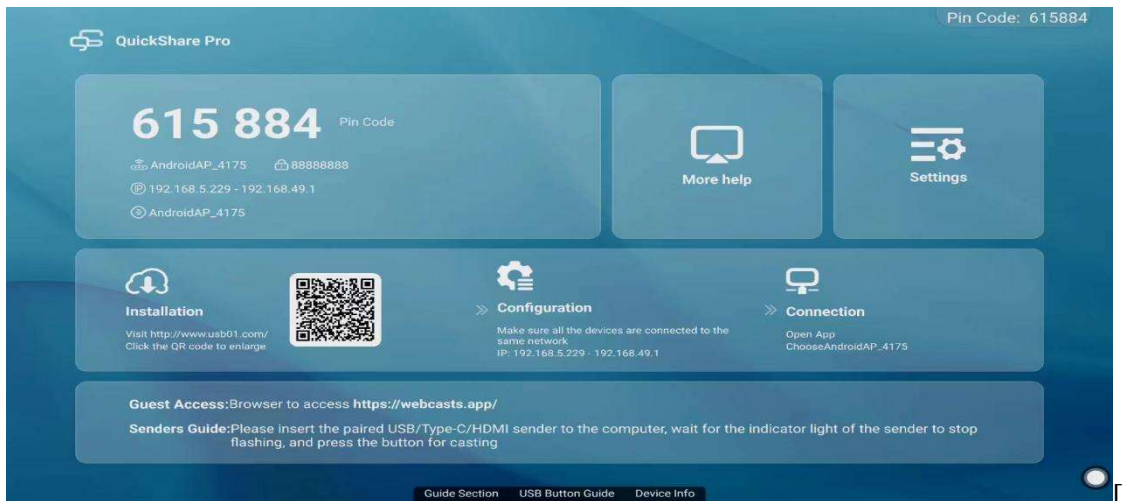 Pin Code: 615884
QuickShare Pro
615 884 Pin Code
AndroidAP_4175 88888888
192.168.5.229 - 192.168.49.1
AndroidAP_4175
More help
Settings
Installation
Visit http://www.usb01.com/
Click the QR code to enlarge
Configuration
Make sure all the devices are connected to the
same network
IP: 192.168.5.229 - 192.168.49.1
Connection
Open App
ChooseAndroidAP_4175
Guest Access:Browser to access https://webcasts.app/
Senders Guide:Please insert the paired USB/Type-C/HDMI sender to the computer, wait for the indicator light of the sender to stop
flashing, and press the button for casting
Guide Section USB Button Guide Device Info